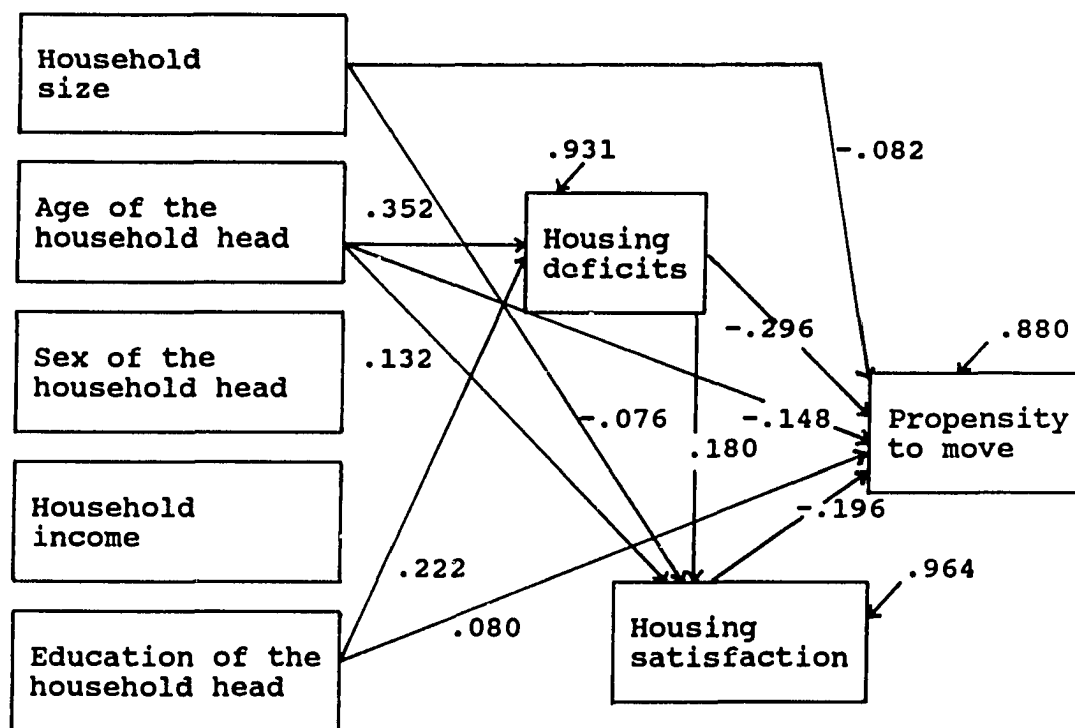 Household
size
-.082
.931
Age of the
household head
.352
Housing
deficits
-.296
.880
Sex of the
household head
.132
-.076
-.148
.180
Propensity
to move
-.196
Household
income
.222
.964
.080
Education of the
household head
Housing
satisfaction